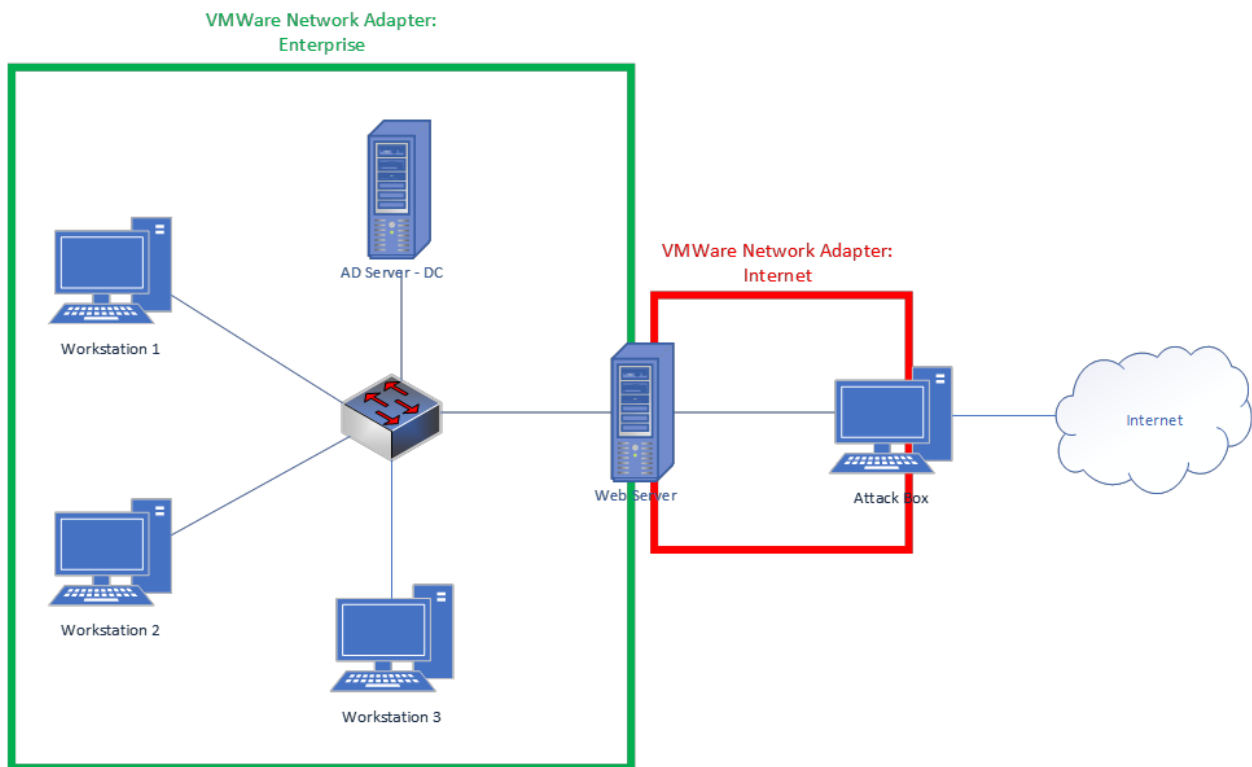 VMWare Network Adapter:
Enterprise
AD Server - DC
VMWare Network Adapter:
Internet
Workstation 1
Internet
Web Server
Attack Box
Workstation 2
Workstation 3